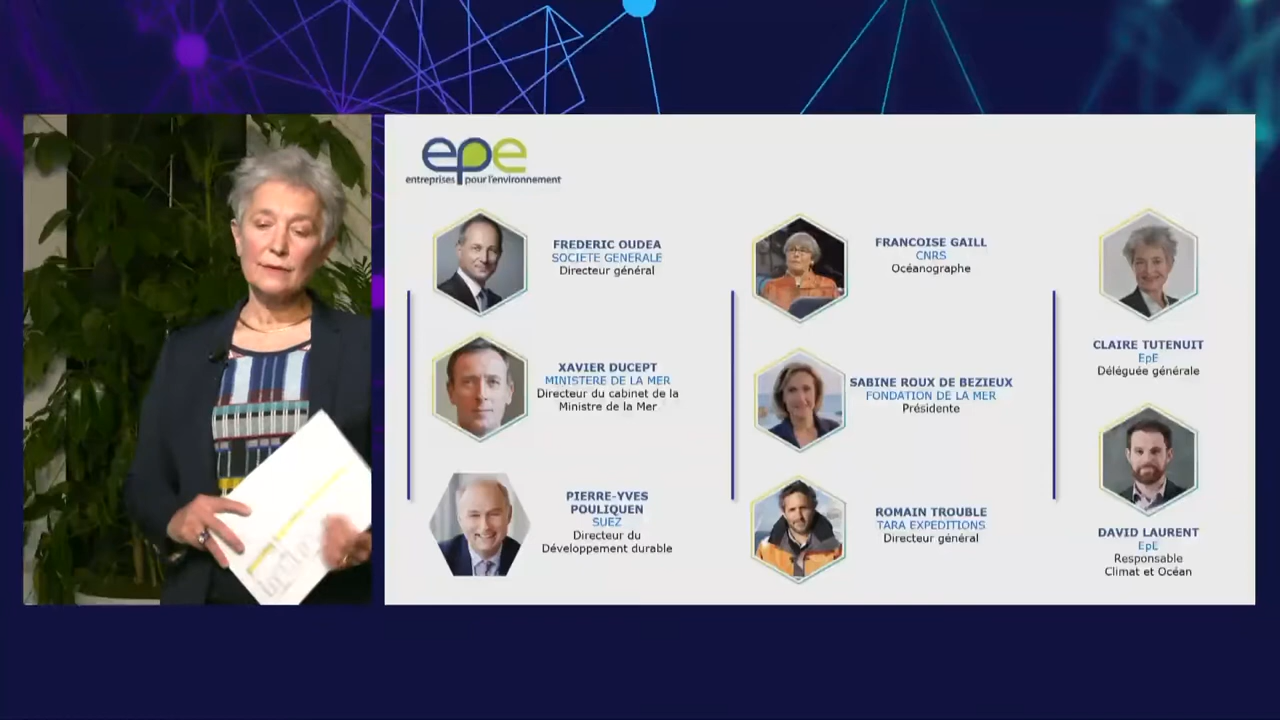 epe
entreprises pour l'environnement
FREDERIC OUDEA
SOCIETE GENERALE
Directeur général
XAVIER DUCEPT
MINISTERE DE LA MER
Directeur du cabinet de la
Ministre de la Mer
PIERRE-YVES
POULIQUEN
SUEZ
Directeur du
Développement durable
FRANCOISE GAILL
CNRS
Océanographe
SABINE ROUX DE BEZIEUX
FONDATION DE LA MER
Présidente
ROMAIN TROUBLE
TARA EXPEDITIONS
Directeur général
CLAIRE TUTENUIT
EpE
Déléguée générale
DAVID LAURENT
EpE
Responsable
Climat et Océan